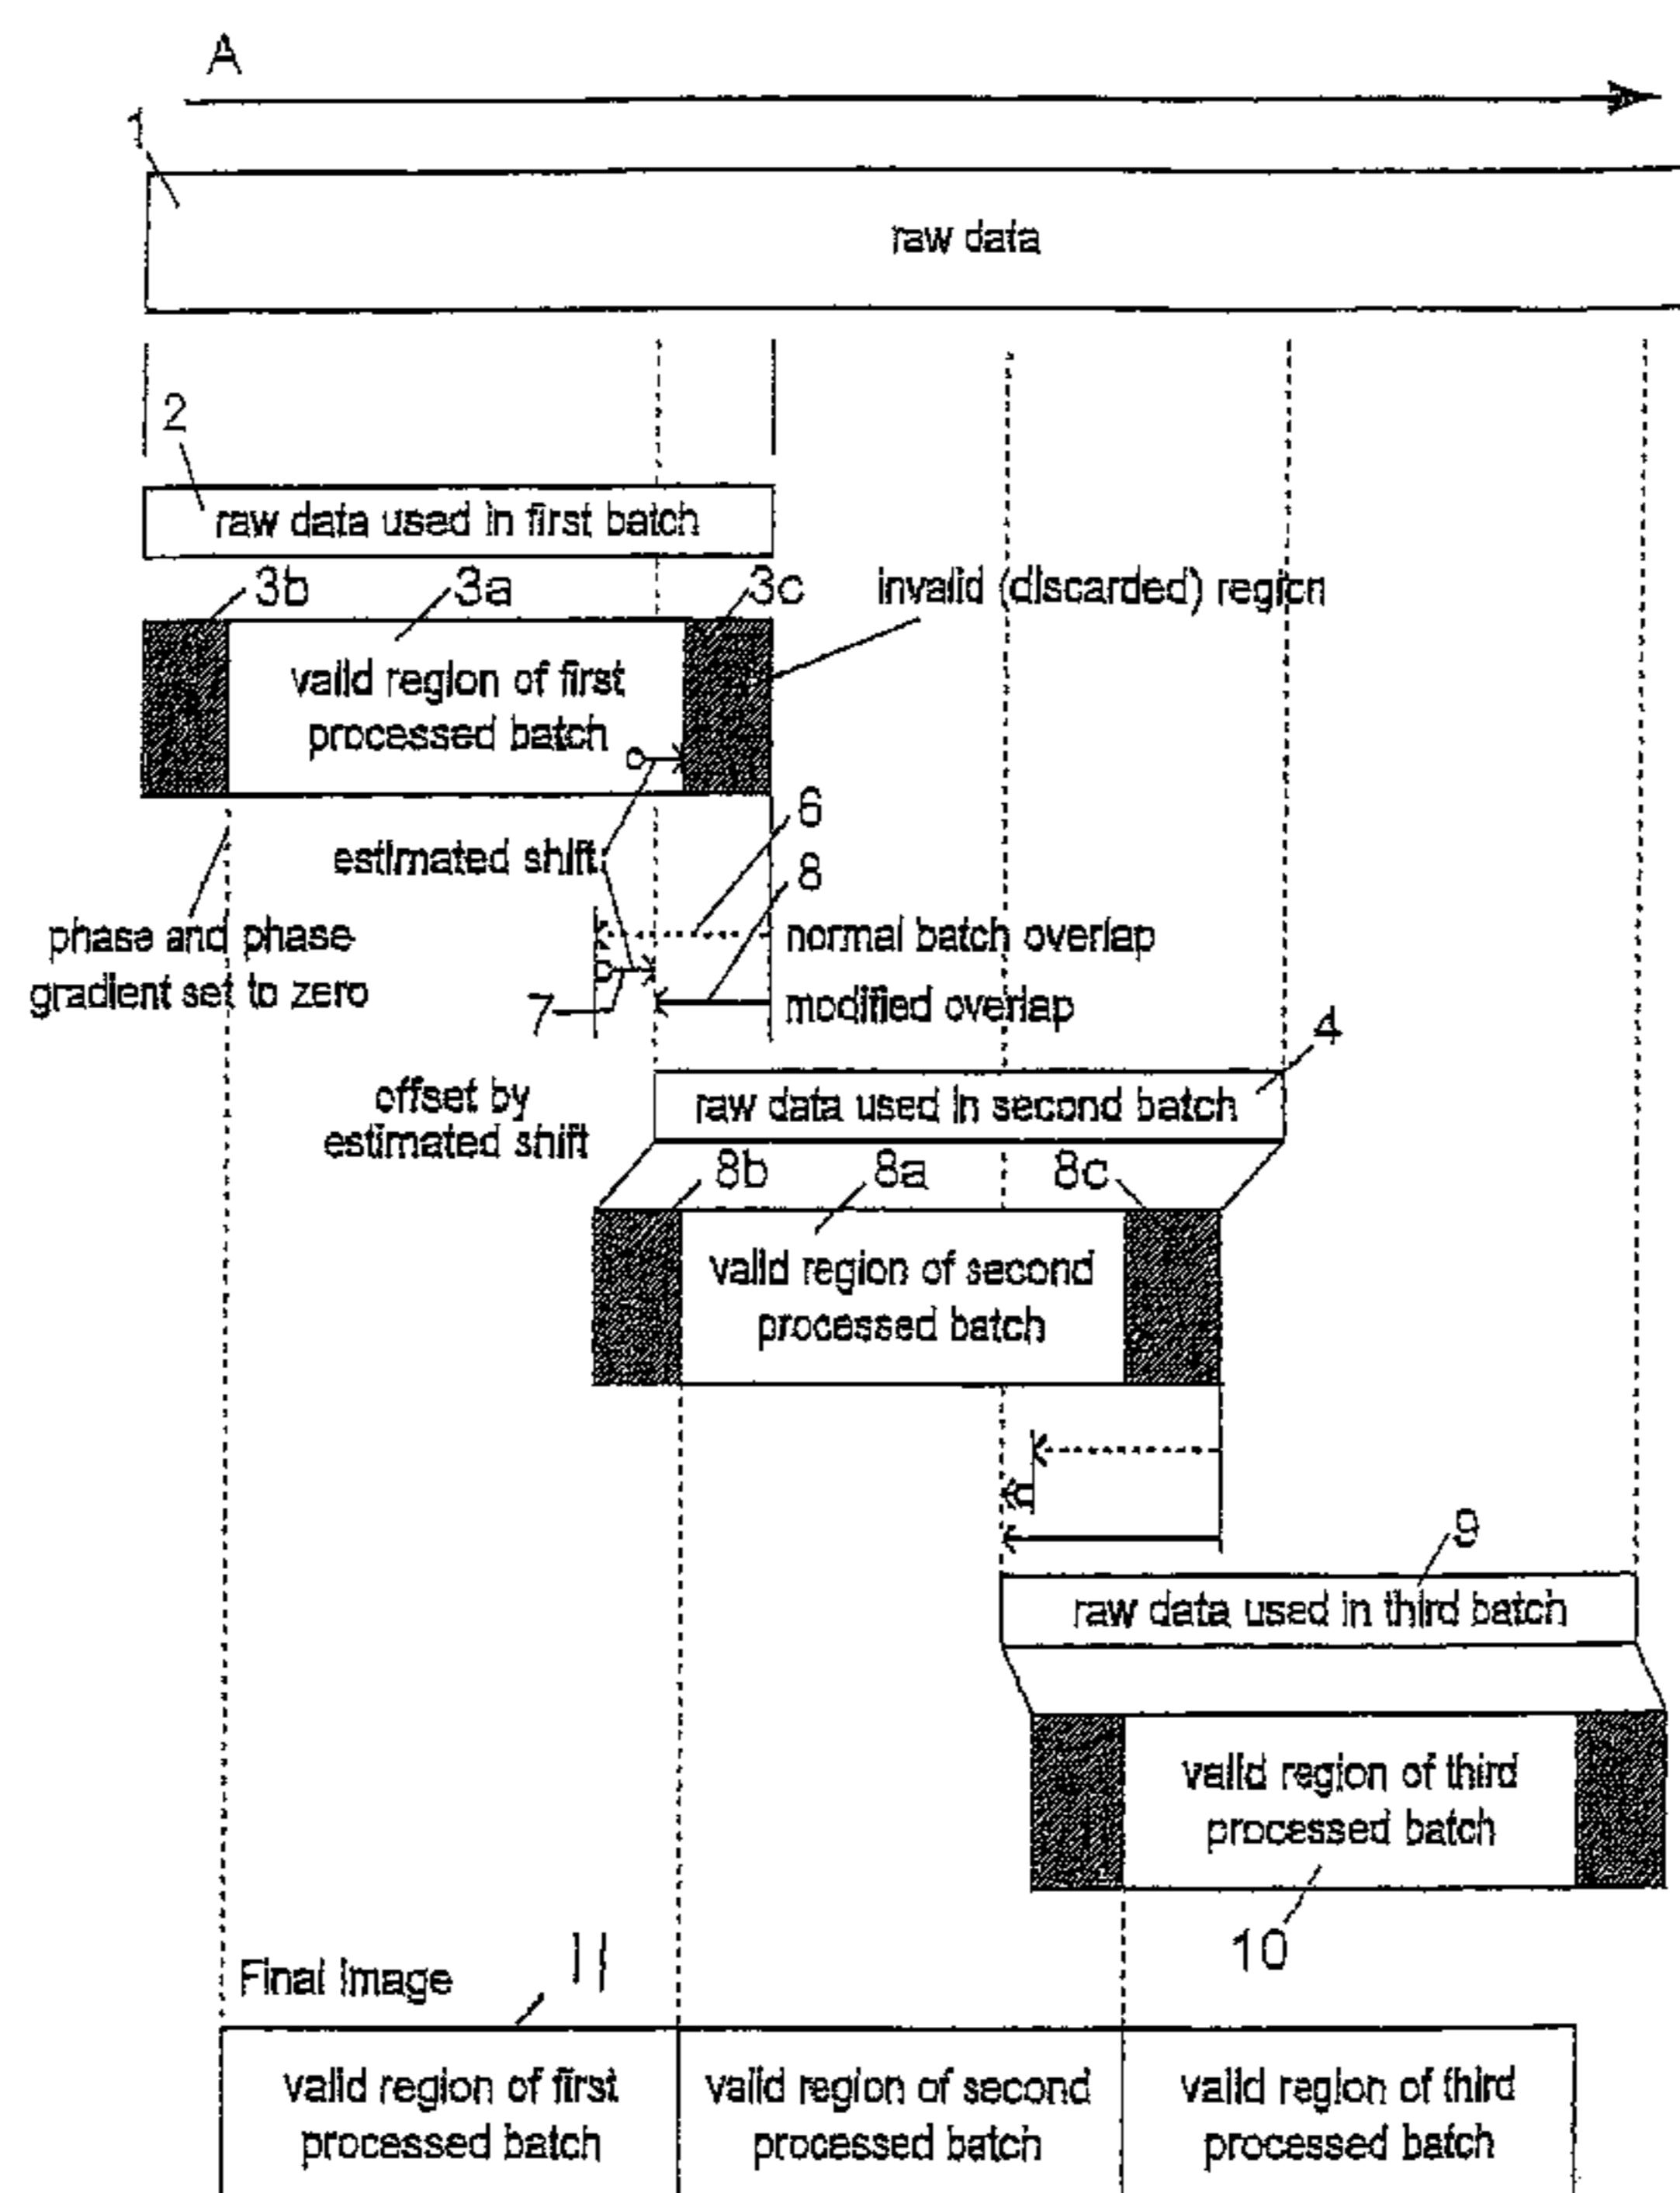 A
1
raw data
2
raw data used in first batch
3b
3a
3c
invalid (discarded) region
valid region of first
processed batch
6
estimated shift
8
phase and phase
gradient set to zero
normal batch overlap
7
modified overlap
4
offset by
estimated shift
raw data used in second batch
8b
8a
8c
valid region of second
processed batch
9
raw data used in third batch
valid region of third
processed batch
10
Final Image
11
valid region of first
processed batch
valid region of second
processed batch
valid region of third
processed batch